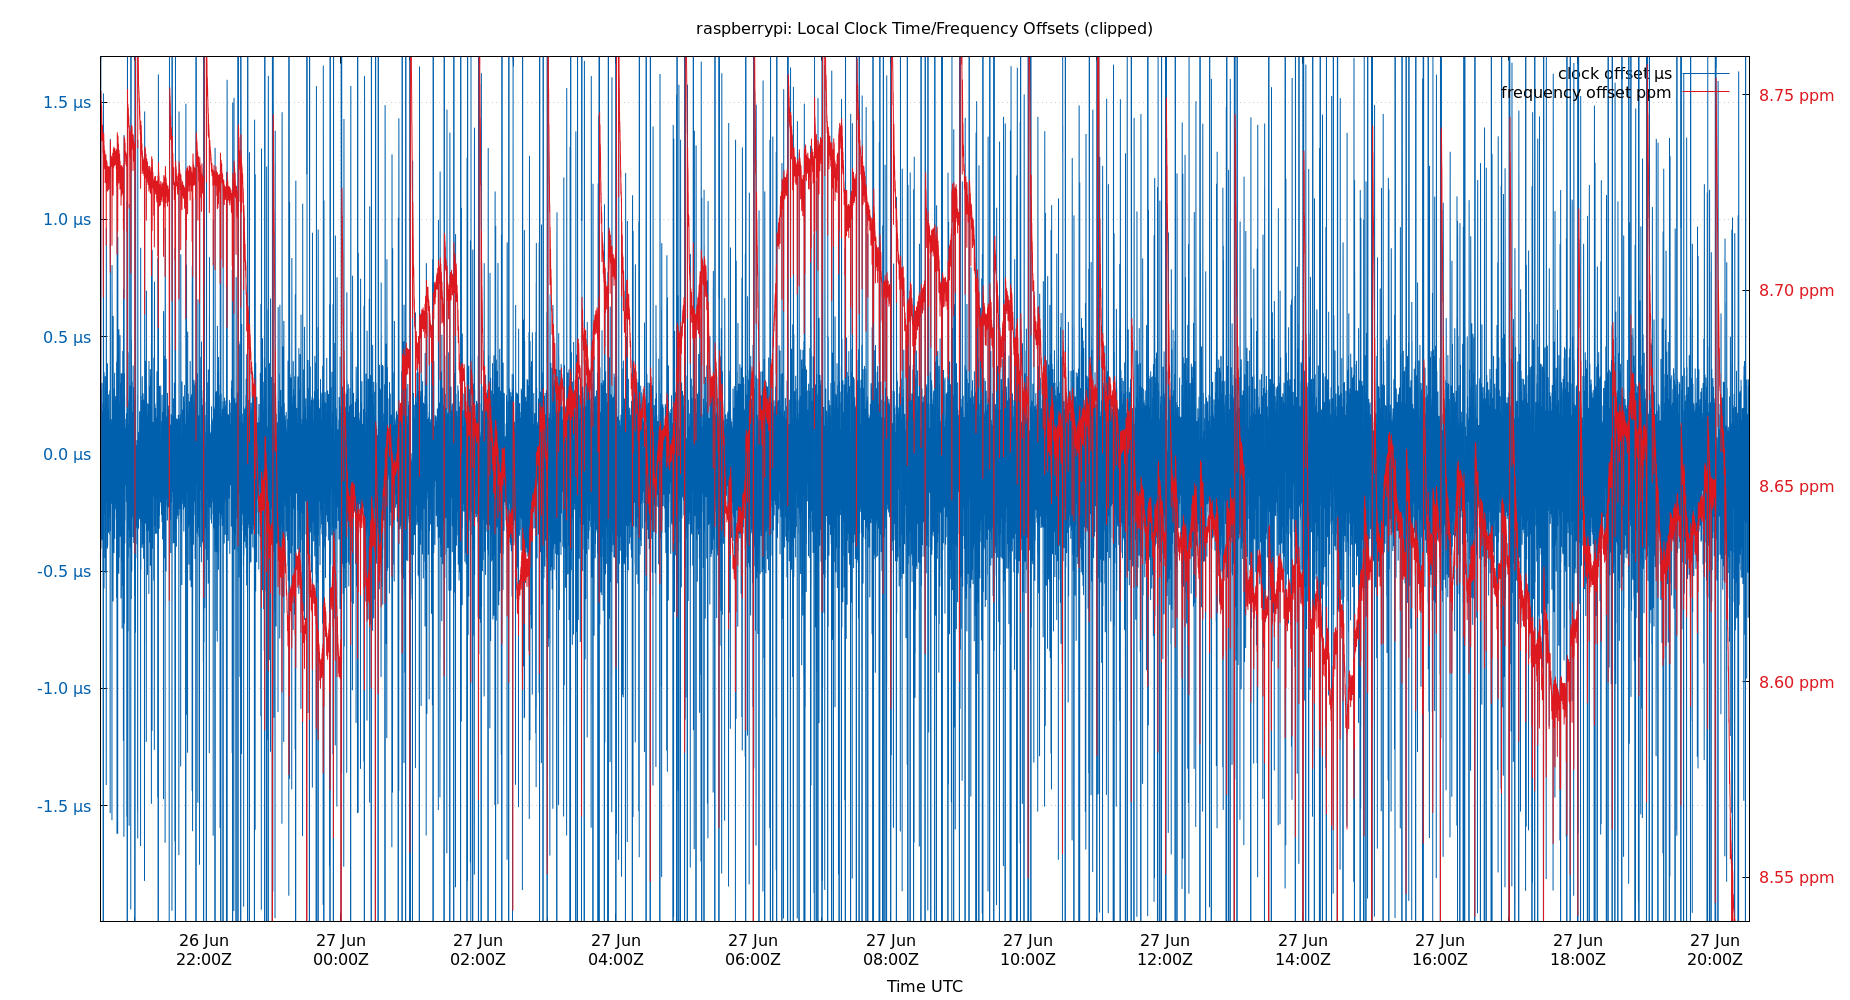 raspberrypi: Local Clock Time/Frequency Offsets (clipped)
clock offset µs
frequency offset ppm
1.5 µs
1.0 µs
0.5 µs
0.0 µs
-0.5 µs
-1.0 µs
-1.5 µs
8.75 ppm
8.70 ppm
8.65 ppm
8.60 ppm
8.55 ppm
26 Jun
22:00Z
27 Jun
00:00Z
27 Jun
02:00Z
27 Jun
04:00Z
27 Jun
06:00Z
27 Jun
08:00Z
27 Jun
10:00Z
27 Jun
12:00Z
27 Jun
14:00Z
27 Jun
16:00Z
27 Jun
18:00Z
27 Jun
20:00Z
Time UTC